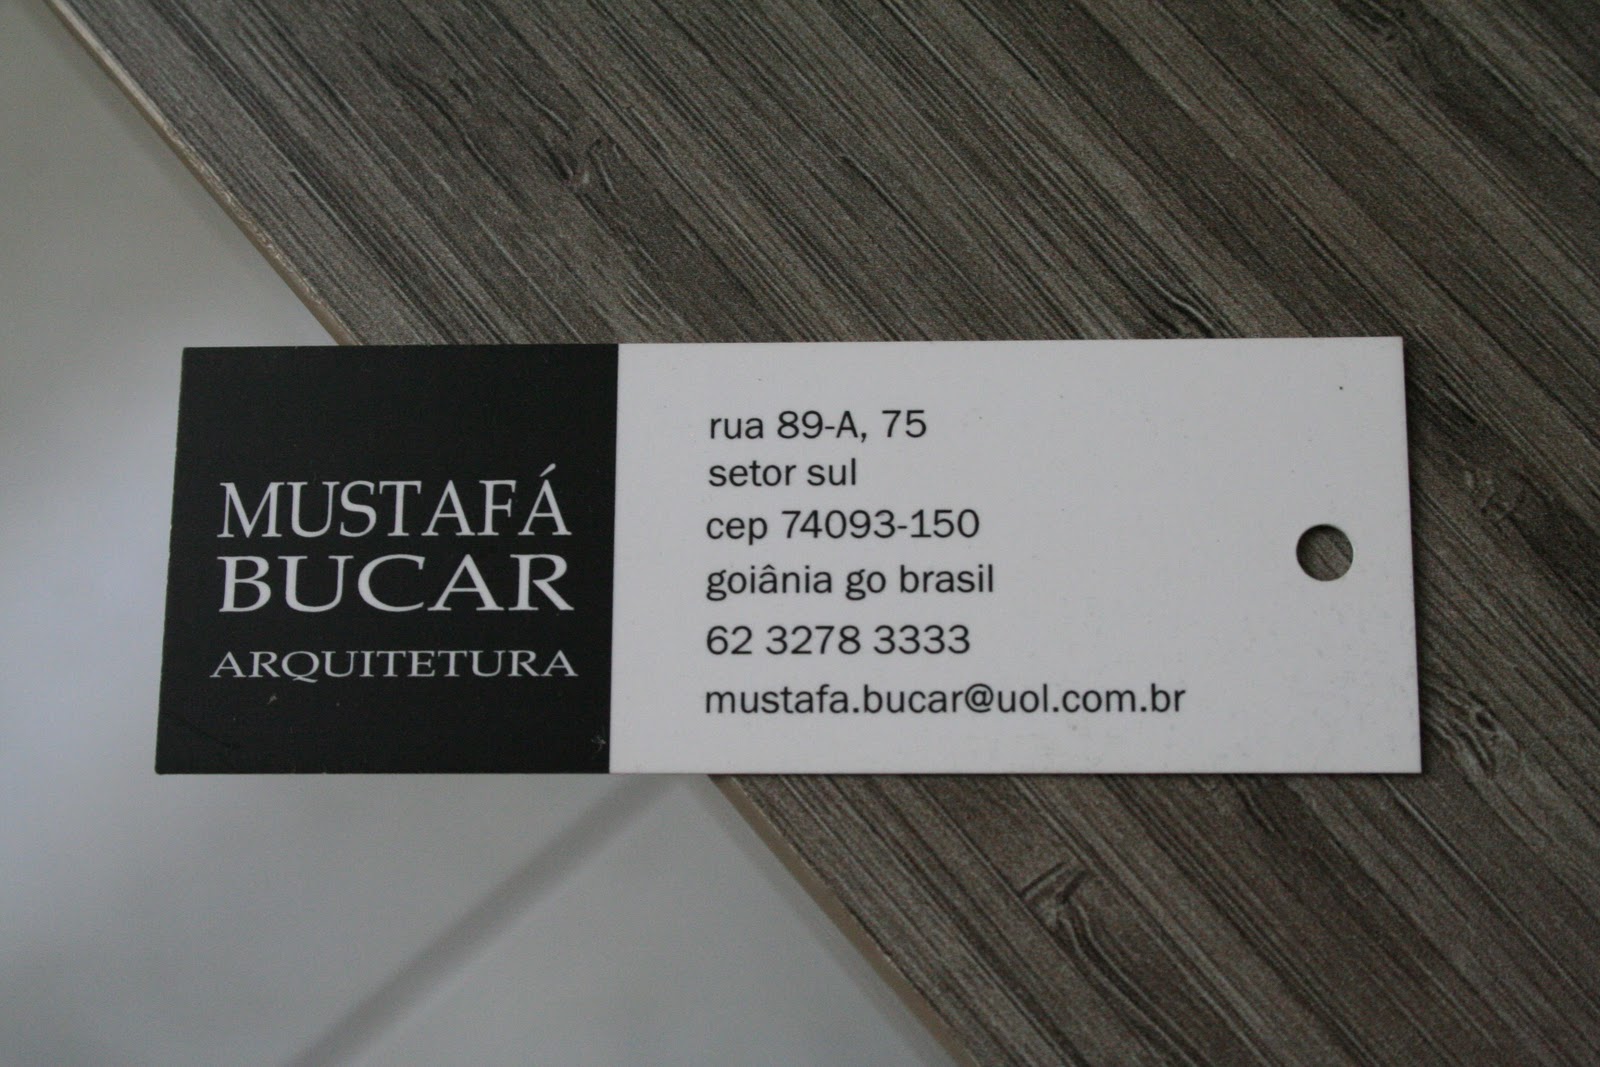 MUSTAFÁ
BUCAR
ARQUITETURA
rua 89-A, 75
setor sul
cep 74093-150
goiânia go brasil
62 3278 3333
mustafa.bucar@uol.com.br